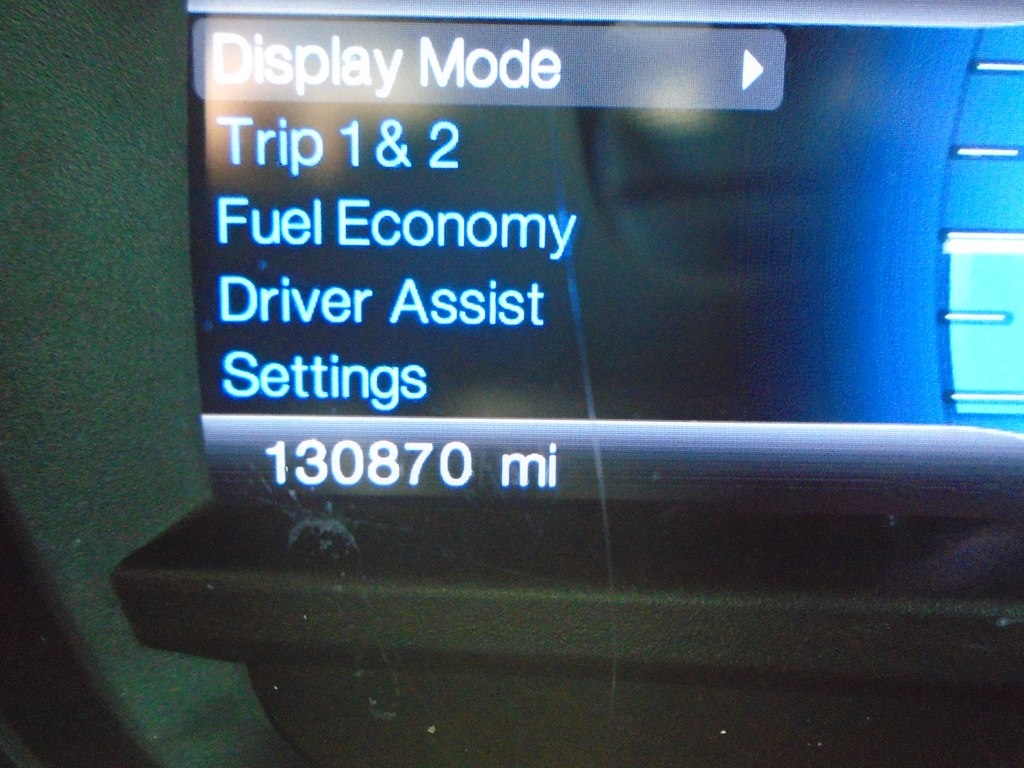 Display Mode
Trip 1 & 2
Fuel Economy
Driver Assist
Settings
130870 mi